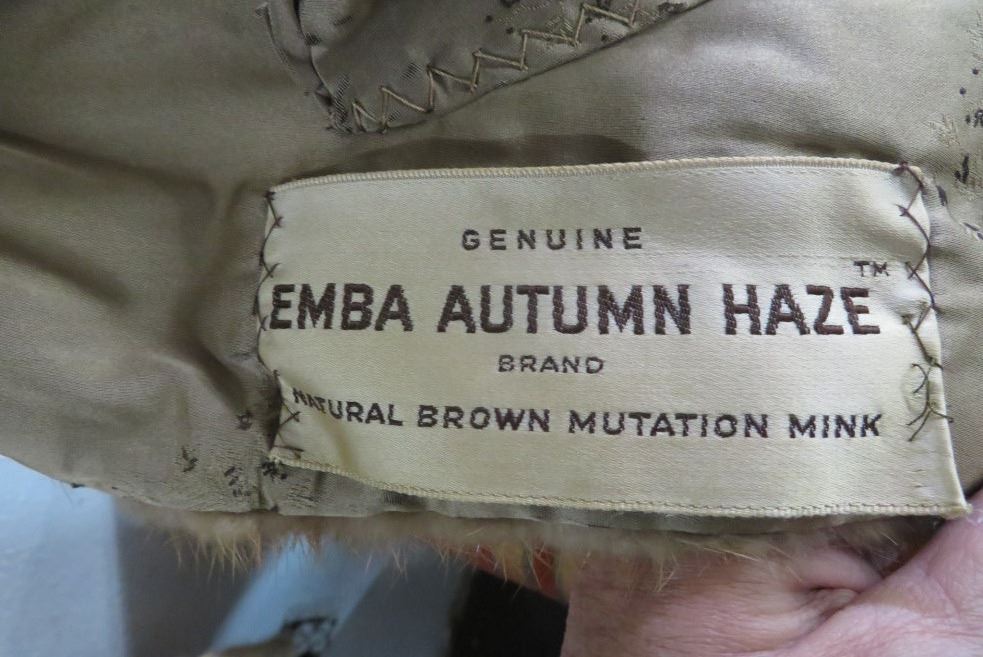 GENUINE
EMBA AUTUMN HAZE™
BRAND
NATURAL BROWN MUTATION MINK